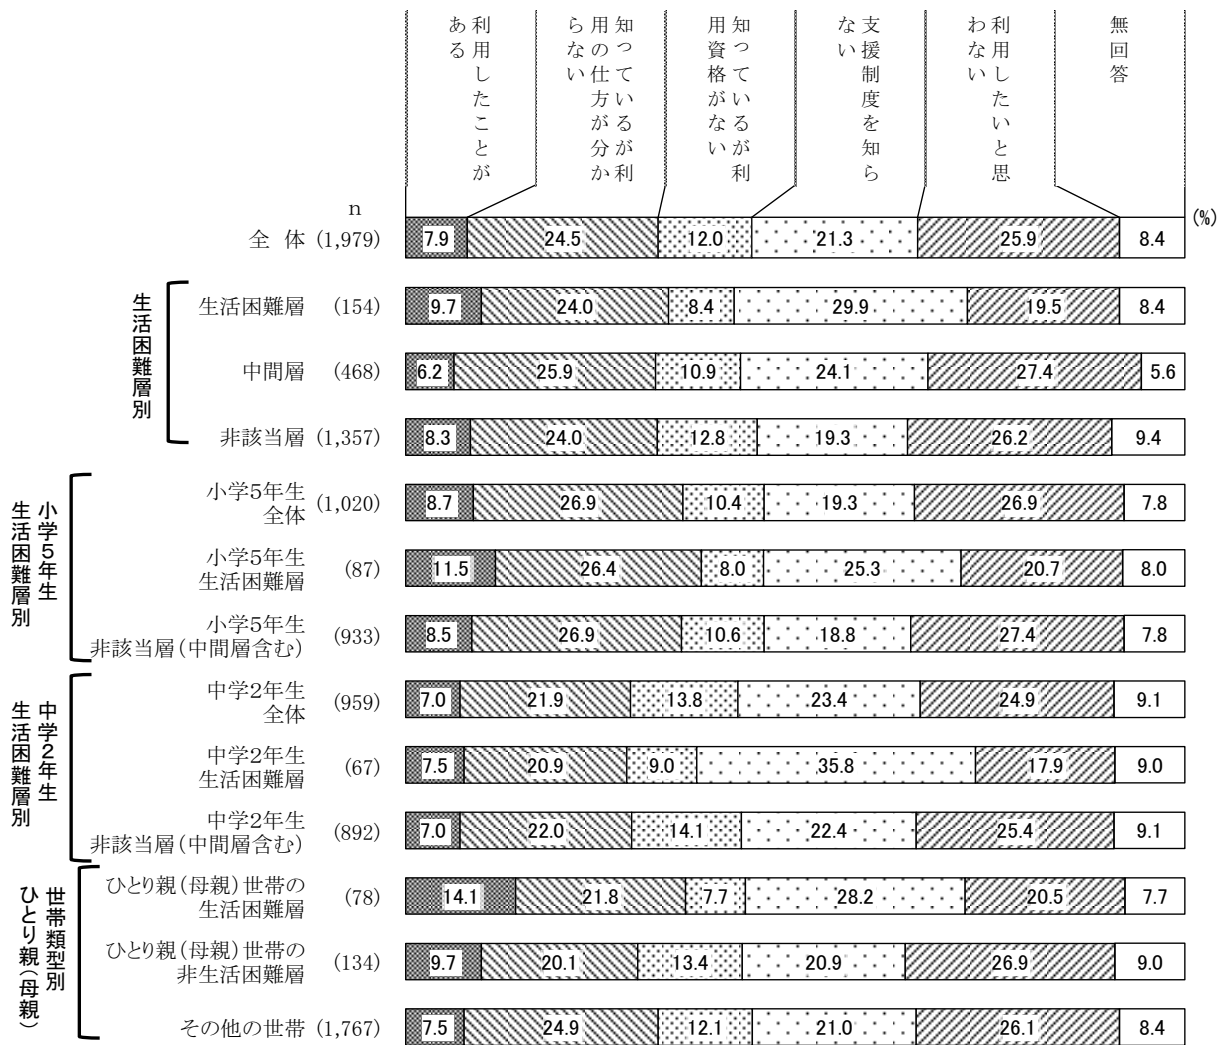 利用したことが
ある
知っているが利
用の仕方が分か
らない
知っているが利
用資格がない
支援制度を知ら
ない
利用したいと思
わない
無回答
n
(%)
全 体 (1,979) 7.9 24.5 12.0 21.3 25.9 8.4
生活困難層別
生活困難層 (154) 9.7 24.0 8.4 29.9 19.5 8.4
中間層 (468) 6.2 25.9 10.9 24.1 27.4 5.6
非該当層 (1,357) 8.3 24.0 12.8 19.3 26.2 9.4
小学5年生
生活困難層別
小学5年生
全体
(1,020) 8.7 26.9 10.4 19.3 26.9 7.8
小学5年生
生活困難層
(87) 11.5 26.4 8.0 25.3 20.7 8.0
小学5年生
非該当層(中間層含む)
(933) 8.5 26.9 10.6 18.8 27.4 7.8
中学2年生
生活困難層別
中学2年生
全体
(959) 7.0 21.9 13.8 23.4 24.9 9.1
中学2年生
生活困難層
(67) 7.5 20.9 9.0 35.8 17.9 9.0
中学2年生
非該当層(中間層含む)
(892) 7.0 22.0 14.1 22.4 25.4 9.1
世帯類型別
ひとり親(母親)
ひとり親(母親)世帯の
生活困難層
(78) 14.1 21.8 7.7 28.2 20.5 7.7
ひとり親(母親)世帯の
非生活困難層
(134) 9.7 20.1 13.4 20.9 26.9 9.0
その他の世帯 (1,767) 7.5 24.9 12.1 21.0 26.1 8.4